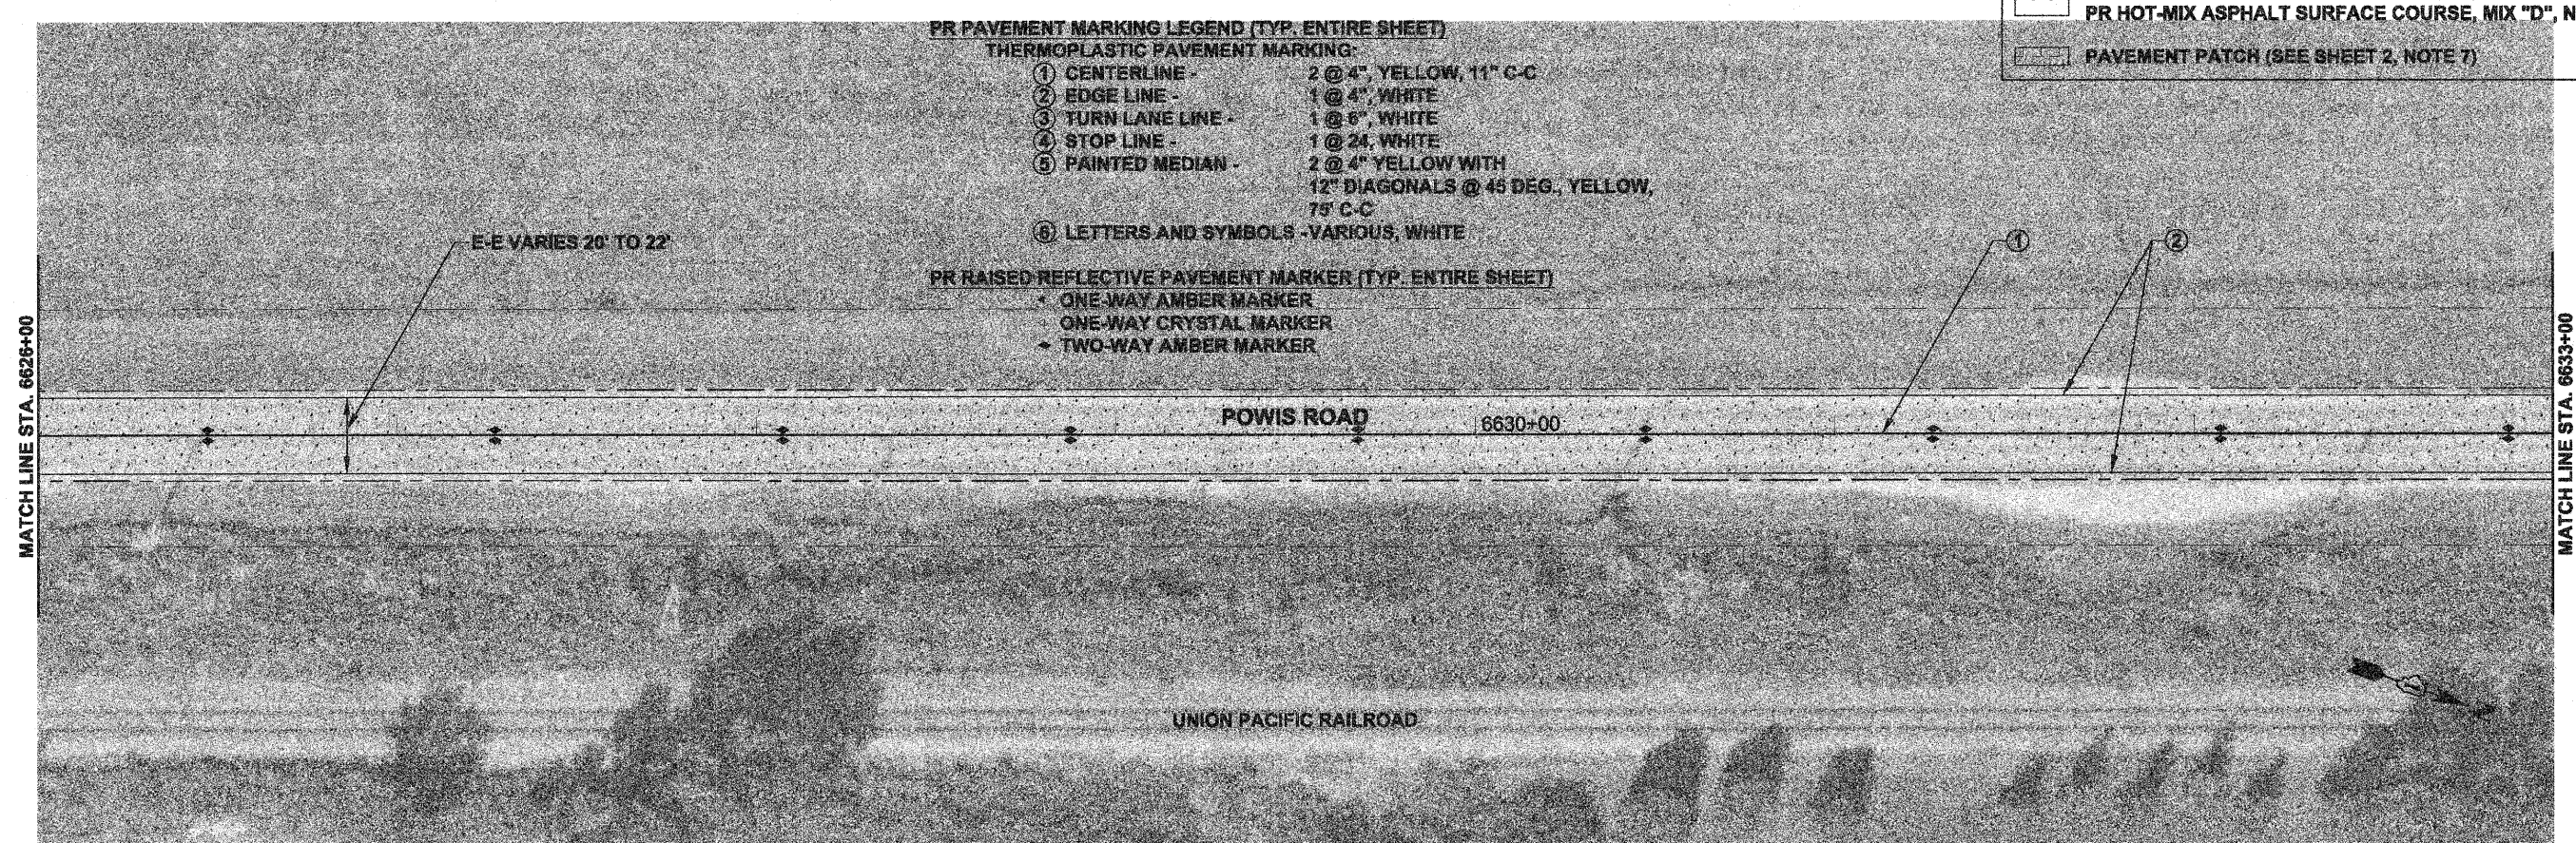 PR HOT-MIX ASPHALT SURFACE COURSE, MIX "D", N
PAVEMENT PATCH (SEE SHEET 2, NOTE 7)
PR PAVEMENT MARKING LEGEND (TYP. ENTIRE SHEET)
THERMOPLASTIC PAVEMENT MARKING:
① CENTERLINE - 2 @ 4", YELLOW, 11" C-C
② EDGE LINE - 1 @ 4", WHITE
③ TURN LANE LINE - 1 @ 6", WHITE
④ STOP LINE - 1 @ 24, WHITE
⑤ PAINTED MEDIAN - 2 @ 4" YELLOW WITH
12" DIAGONALS @ 45 DEG., YELLOW,
75' C-C
⑥ LETTERS AND SYMBOLS - VARIOUS, WHITE
E-E VARIES 20' TO 22'
① ②
PR RAISED REFLECTIVE PAVEMENT MARKER (TYP. ENTIRE SHEET)
ONE-WAY AMBER MARKER
ONE-WAY CRYSTAL MARKER
TWO-WAY AMBER MARKER
MATCH LINE STA. 6626+00
POWIS ROAD
6630+00
MATCH LINE STA. 6633+00
UNION PACIFIC RAILROAD